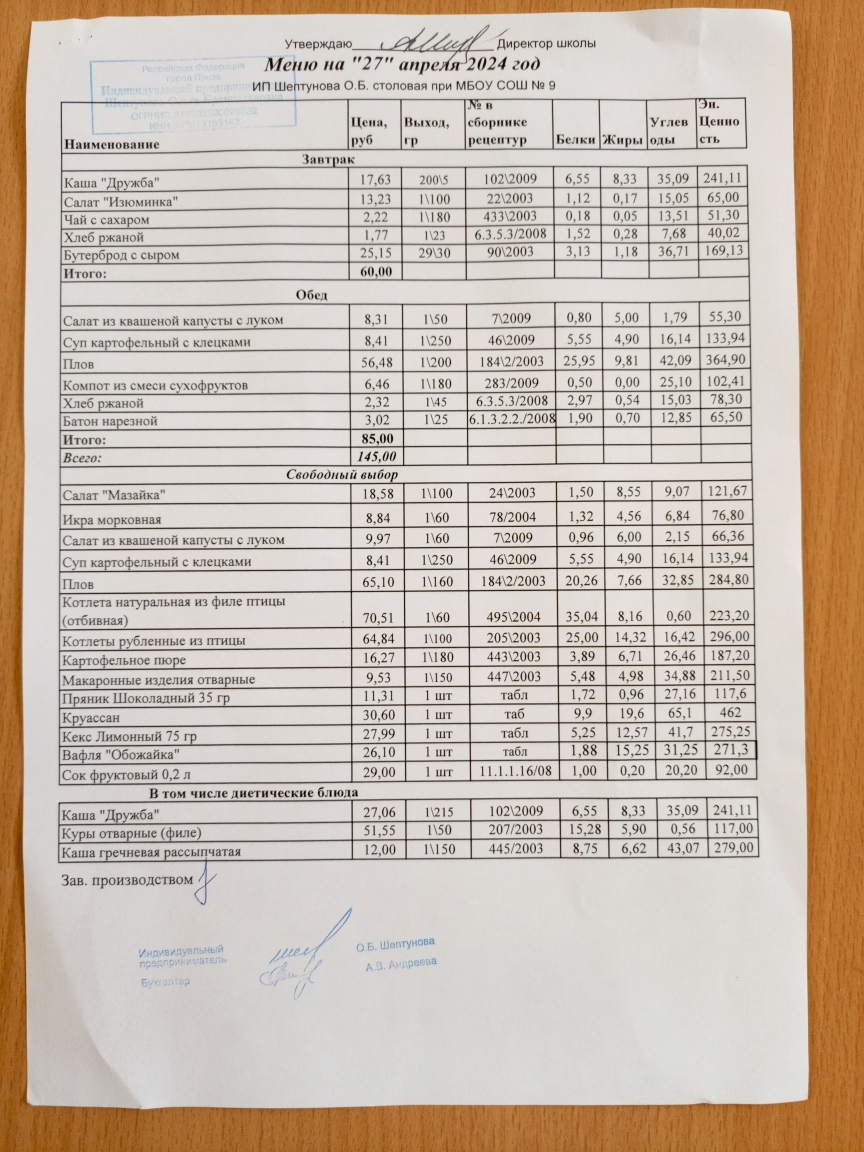 Утверждаю Директор школы
Меню на "27" апреля 2024 год
Российская Федерация
город Пенза
Индивидуальный
ИП Шептунова О.Б. столовая при МБОУ СОШ № 9
Наименование Цена, руб Выход, гр № в сборнике рецептур Белки Жиры Углев оды Эн. Ценно сть
Завтрак
Каша "Дружба" 17,63 200\5 102\2009 6,55 8,33 35,09 241,11
Салат "Изюминка" 13,23 1\100 22\2003 1,12 0,17 15,05 65,00
Чай с сахаром 2,22 1\180 433\2003 0,18 0,05 13,51 51,30
Хлеб ржаной 1,77 1\23 6.3.5.3/2008 1,52 0,28 7,68 40,02
Бутерброд с сыром 25,15 29\30 90\2003 3,13 1,18 36,71 169,13
Итого: 60,00
Обед
Салат из квашеной капусты с луком 8,31 1\50 7\2009 0,80 5,00 1,79 55,30
Суп картофельный с клецками 8,41 1\250 46\2009 5,55 4,90 16,14 133,94
Плов 56,48 1\200 184\2/2003 25,95 9,81 42,09 364,90
Компот из смеси сухофруктов 6,46 1\180 283/2009 0,50 0,00 25,10 102,41
Хлеб ржаной 2,32 1\45 6.3.5.3/2008 2,97 0,54 15,03 78,30
Батон нарезной 3,02 1\25 6.1.3.2.2./2008 1,90 0,70 12,85 65,50
Итого: 85,00
Всего: 145,00
Свободный выбор
Салат "Мазайка" 18,58 1\100 24\2003 1,50 8,55 9,07 121,67
Икра морковная 8,84 1\60 78/2004 1,32 4,56 6,84 76,80
Салат из квашеной капусты с луком 9,97 1\60 7\2009 0,96 6,00 2,15 66,36
Суп картофельный с клецками 8,41 1\250 46\2009 5,55 4,90 16,14 133,94
Плов 65,10 1\160 184\2/2003 20,26 7,66 32,85 284,80
Котлета натуральная из филе птицы
(отбивная) 70,51 1\60 495\2004 35,04 8,16 0,60 223,20
Котлеты рубленные из птицы 64,84 1\100 205\2003 25,00 14,32 16,42 296,00
Картофельное пюре 16,27 1\180 443\2003 3,89 6,71 26,46 187,20
Макаронные изделия отварные 9,53 1\150 447\2003 5,48 4,98 34,88 211,50
Пряник Шоколадный 35 гр 11,31 1 шт табл 1,72 0,96 27,16 117,6
Круассан 30,60 1 шт таб 9,9 19,6 65,1 462
Кекс Лимонный 75 гр 27,99 1 шт табл 5,25 12,57 41,7 275,25
Вафля "Обожайка" 26,10 1 шт табл 1,88 15,25 31,25 271,3
Сок фруктовый 0,2 л 29,00 1 шт 11.1.1.16/08 1,00 0,20 20,20 92,00
В том числе диетические блюда
Каша "Дружба" 27,06 1\215 102\2009 6,55 8,33 35,09 241,11
Куры отварные (филе) 51,55 1\50 207/2003 15,28 5,90 0,56 117,00
Каша гречневая рассыпчатая 12,00 1\150 445/2003 8,75 6,62 43,07 279,00
Зав. производством
Индивидуальный
предприниматель О.Б. Шептунова
Бухгалтер А.В. Андреева